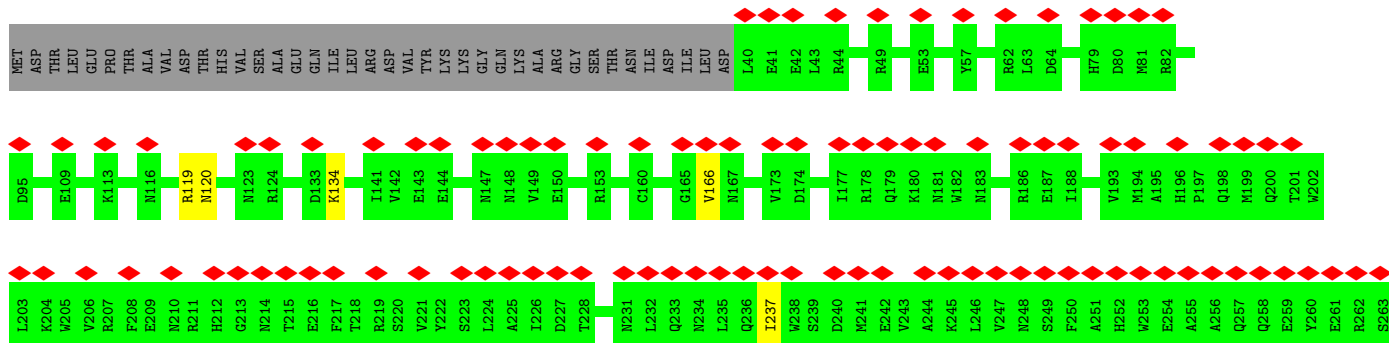 MET ASP THR LEU GLU PRO THR ALA VAL ASP THR HIS VAL SER ALA GLU GLN ILE LEU ARG ASP VAL TYR LYS LYS GLY GLN LYS ALA ARG GLY SER THR ASN ILE ASP ILE LEU ASP L40 E41 E42 L43 R44 R49 E53 Y57 R62 L63 D64 H79 D80 M81 R82
D95 E109 K113 N116 R119 N120 N123 R124 D133 K134 I141 V142 E143 E144 N147 N148 V149 E150 R153 C160 G165 V166 N167 V173 D174 I177 R178 Q179 K180 N181 W182 N183 R186 E187 I188 V193 M194 A195 H196 P197 Q198 M199 Q200 T201 W202
L203 K204 W205 V206 R207 F208 E209 N210 R211 H212 G213 N214 T215 E216 F217 T218 R219 S220 V221 Y222 S223 L224 A225 I226 D227 T228 N231 L232 Q233 N234 L235 Q236 I237 W238 S239 D240 M241 E242 V243 A244 K245 L246 V247 N248 S249 F250 A251 H252 W253 E254 A255 A256 Q257 Q258 E259 Y260 E261 R262 S263